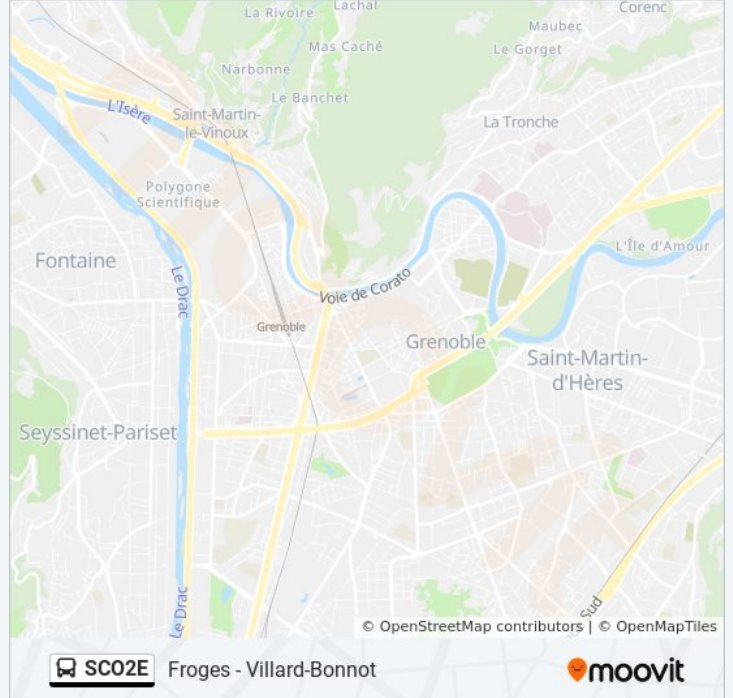 Lachal
La Rivoire
Corenc
Maubec
Mas Caché
Le Gorget
Narbonne
Le Banchet
L'Isère
Saint-Martin-
le-Vinoux
La Tronche
Polygone
Scientifique
L'Île d'Amour
Fontaine
Le Drac
Voie de Corato
Grenoble
Grenoble
Saint-Martin-
d'Hères
Seyssinet-Pariset
Le Drac
Sud
© OpenStreetMap contributors | © OpenMapTiles
SCO2E Froges - Villard-Bonnot
moovit